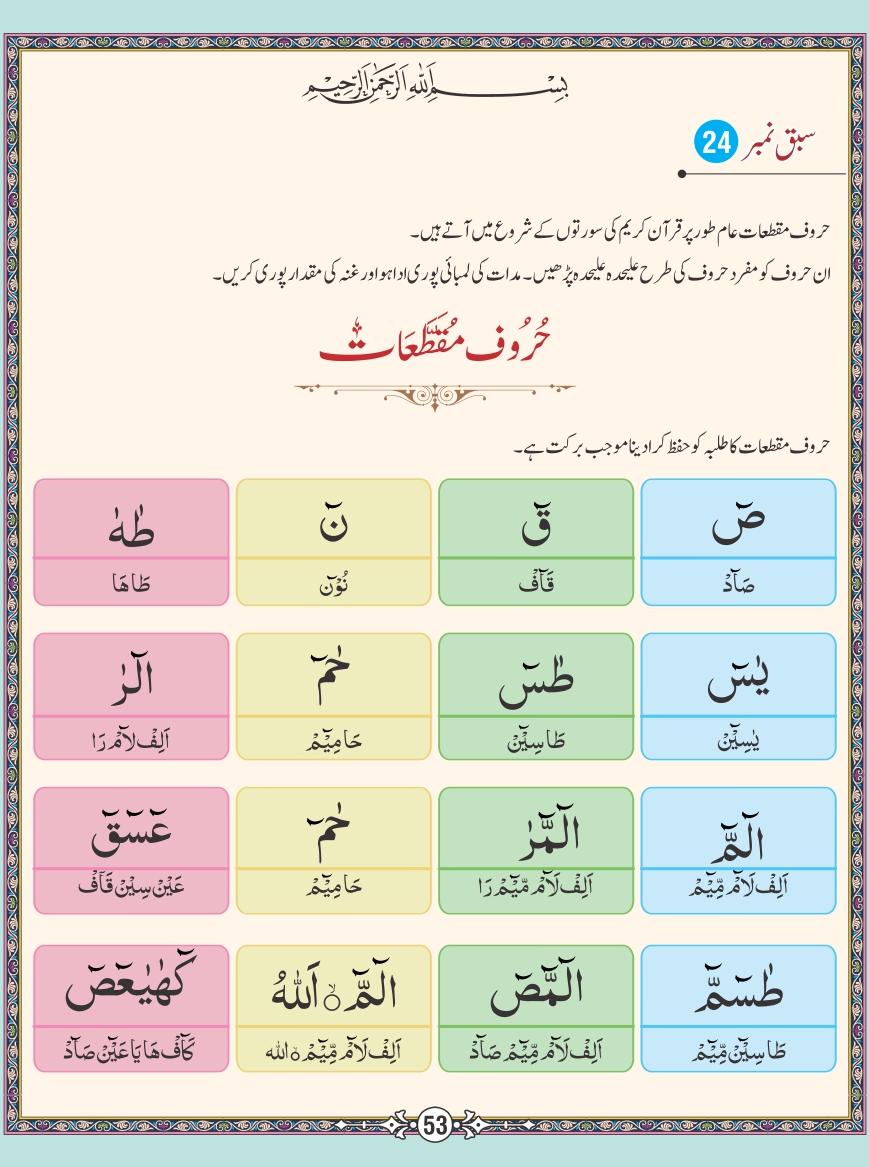 بِسْمِ اللهِ الرَّحْمٰنِ الرَّحِيْمِ
سبق نمبر 24
حروف مقطعات عام طور پر قرآن کریم کی سورتوں کے شروع میں آتے ہیں۔
ان حروف کو مفرد حروف کی طرح علیحدہ علیحدہ پڑھیں۔ مدات کی لمبائی پوری ادا ہو اور غنہ کی مقدار پوری کریں۔
حُرُوف مُقَطَّعَات
حروف مقطعات کا طلبہ کو حفظ کرا دینا موجب برکت ہے۔
صٓ قٓ نٓ طٰهٰ
صَآدْ قَآفْ نُوْٓنْ طَاهَا
يٰسٓ طٰسٓ حٰمٓ الٓرٰ
يٰسِيْٓنْ طَاسِيْٓنْ حَامِيْٓمْ اَلِفْ لَآمْ رَا
الٓمّٓ الٓمّٓرٰ حٰمٓ عٓسٓقٓ
اَلِفْ لَآمْ مِّيْٓمْ اَلِفْ لَآمْ مِّيْٓمْ رَا حَامِيْٓمْ عَيْٓنْ سِيْٓنْ قَآفْ
طٰسٓمّٓ الٓمّٓصٓ الٓمّٓ ۝ۙ اَللهُ كٓهٰيٰعٓصٓ
طَاسِيْٓنْ مِّيْٓمْ اَلِفْ لَآمْ مِّيْٓمْ صَآدْ اَلِفْ لَآمْ مِّيْٓمْ ۝ۙ الله كَآفْ هَا يَا عَيْٓنْ صَآدْ
53